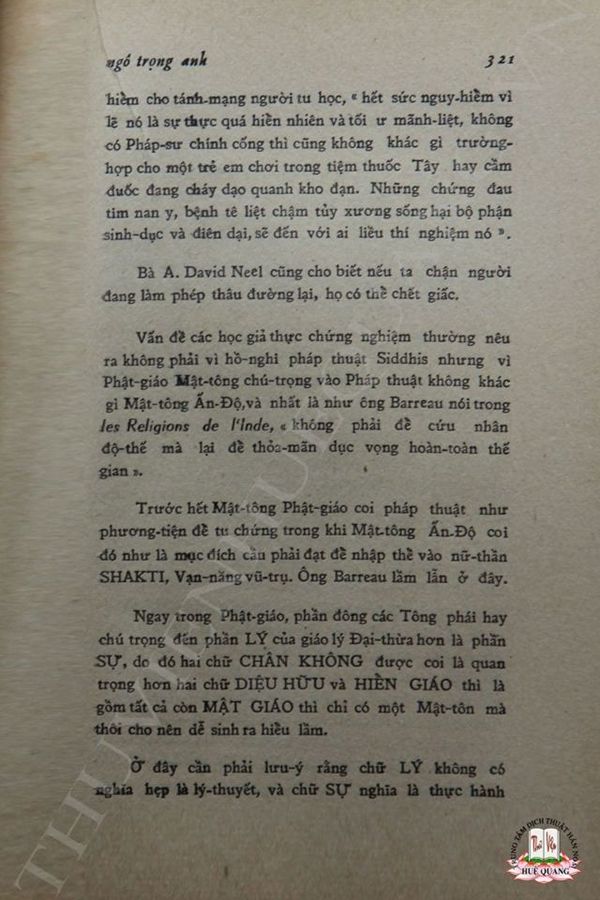 ngô trọng anh 321
hiểm cho tánh-mạng người tu học, « hết sức nguy-hiểm vì
lẽ nó là sự thực quá hiển nhiên và tối ư mãnh-liệt, không
có Pháp-sư chính cống thì cũng không khác gì trường-
hợp cho một trẻ em chơi trong tiệm thuốc Tây hay cầm
đuốc đang cháy dạo quanh kho đạn. Những chứng đau
tim nan y, bệnh tê liệt chậm tủy xương sống hại bộ phận
sinh-dục và điên dại, sẽ đến với ai liều thí nghiệm nó ».
Bà A. David Neel cũng cho biết nếu ta chận người
đang làm phép thâu đường lại, họ có thể chết giấc.
Vấn đề các học giả thực chứng nghiệm thường nêu
ra không phải vì hồ-nghi pháp thuật Siddhis nhưng vì
Phật-giáo Mật-tông chú-trọng vào Pháp thuật không khác
gì Mật-tông Ấn-Độ,và nhất là như ông Barreau nói trong
les Religions de l'Inde, « không phải để cứu nhân
độ-thế mà lại để thỏa-mãn dục vọng hoàn-toàn thế
gian ».
Trước hết Mật-tông Phật-giáo coi pháp thuật như
phương-tiện để tu chứng trong khi Mật-tông Ấn-Độ coi
đó như là mục đích cần phải đạt để nhập thể vào nữ-thần
SHAKTI, Vạn-năng vũ-trụ. Ông Barreau lầm lẫn ở đây.
Ngay trong Phật-giáo, phần đông các Tông phái hay
chú trọng đến phần LÝ của giáo lý Đại-thừa hơn là phần
SỰ, do đó hai chữ CHÂN KHÔNG được coi là quan
trọng hơn hai chữ DIỆU HỮU và HIỂN GIÁO thì là
gồm tất cả còn MẬT GIÁO thì chỉ có một Mật-tôn mà
thôi cho nên dễ sinh ra hiểu lầm.
Ở đây cần phải lưu-ý rằng chữ LÝ không có
nghĩa hẹp là lý-thuyết, và chữ SỰ nghĩa là thực hành
TRUNG TÂM DỊCH THUẬT HÁN NÔM
HUỆ QUANG